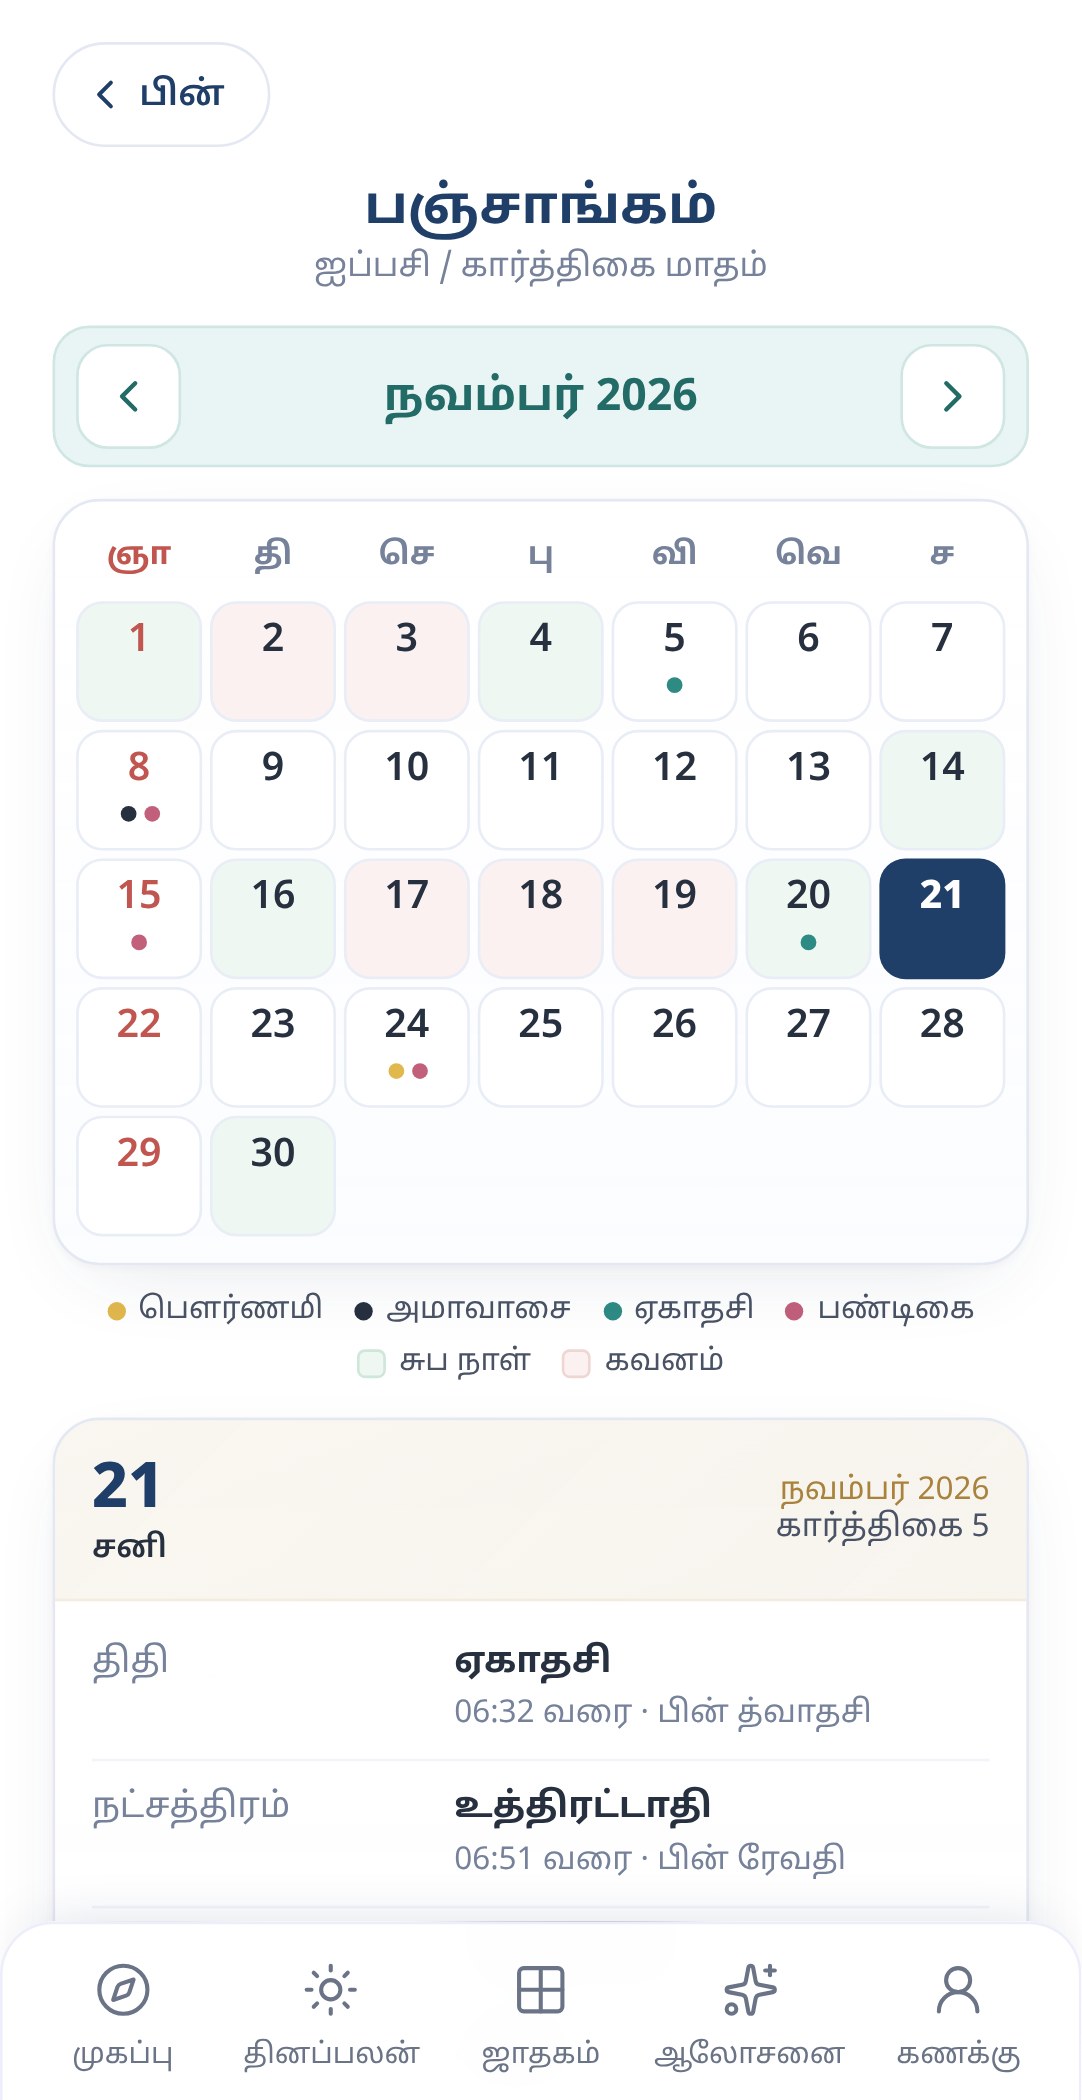 பின்
பஞ்சாங்கம்
ஐப்பசி / கார்த்திகை மாதம்
நவம்பர் 2026
ஞா தி செ பு வி வெ ச
1 2 3 4 5 6 7
8 9 10 11 12 13 14
15 16 17 18 19 20 21
22 23 24 25 26 27 28
29 30
பௌர்ணமி அமாவாசை ஏகாதசி பண்டிகை
சுப நாள் கவனம்
21
சனி
நவம்பர் 2026
கார்த்திகை 5
திதி
ஏகாதசி
06:32 வரை · பின் த்வாதசி
நட்சத்திரம்
உத்திரட்டாதி
06:51 வரை · பின் ரேவதி
முகப்பு தினப்பலன் ஜாதகம் ஆலோசனை கணக்கு